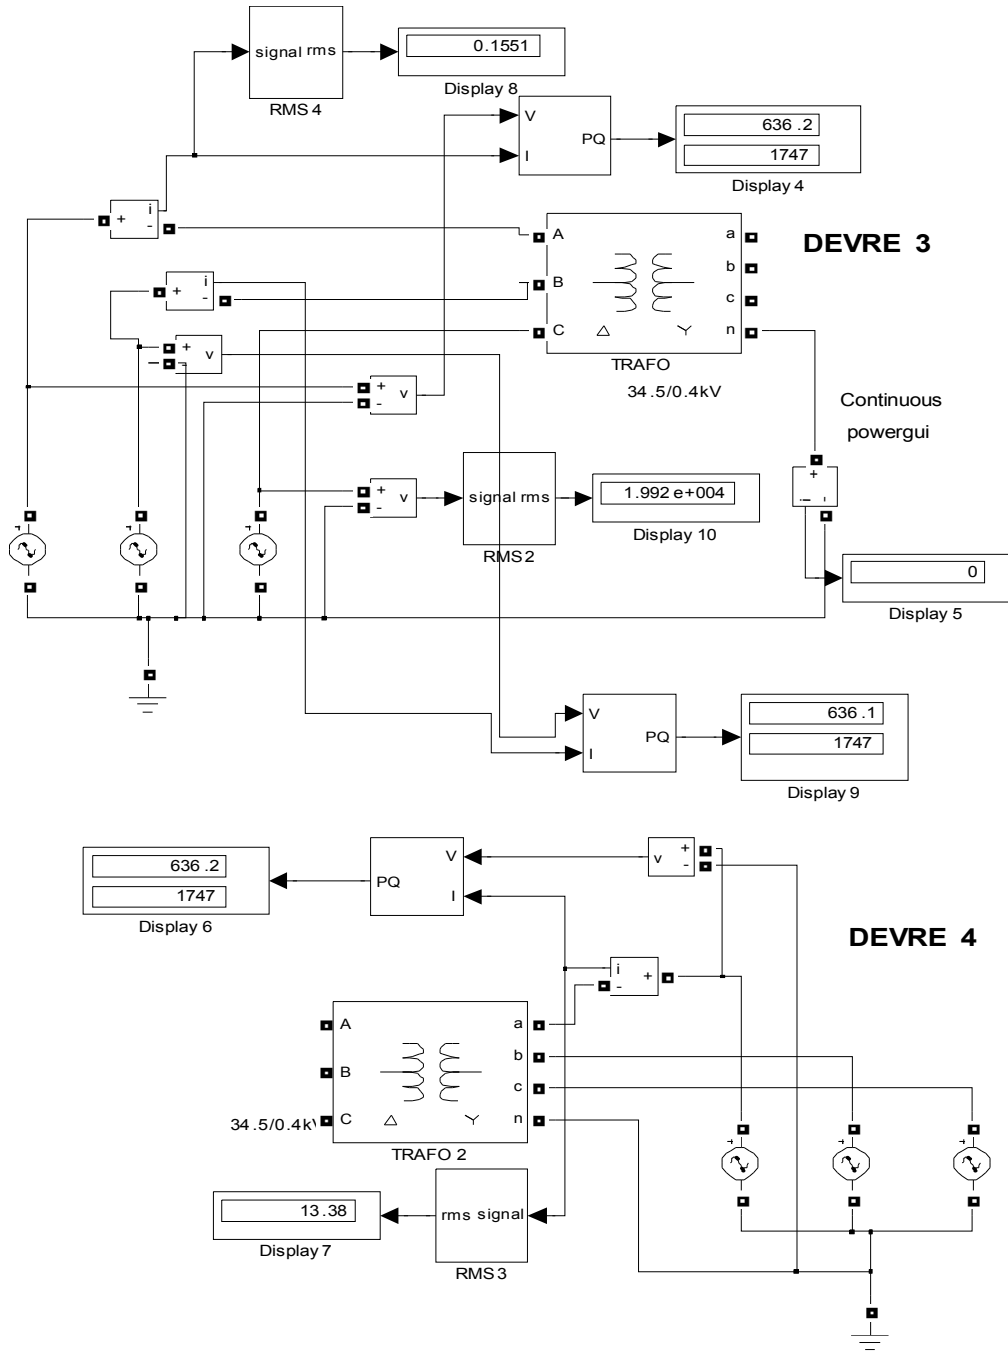 signal rms
0.1551
Display 8
RMS 4
V
I
PQ
636 .2
1747
Display 4
+ i
-
A
B
C
a
b
c
n
TRAFO
34 .5/0.4kV
DEVRE 3
+ i
-
+
-
v
+
-
v
Continuous
powergui
+
-
v
signal rms
RMS 2
1.992 e+004
Display 10
+
i -
0
Display 5
V
I
PQ
636 .1
1747
Display 9
636 .2
1747
Display 6
V
I
PQ
v
+
-
DEVRE 4
i
-
+
A
B
C
a
b
c
n
34 .5/0.4kV
TRAFO 2
13 .38
Display 7
rms signal
RMS 3